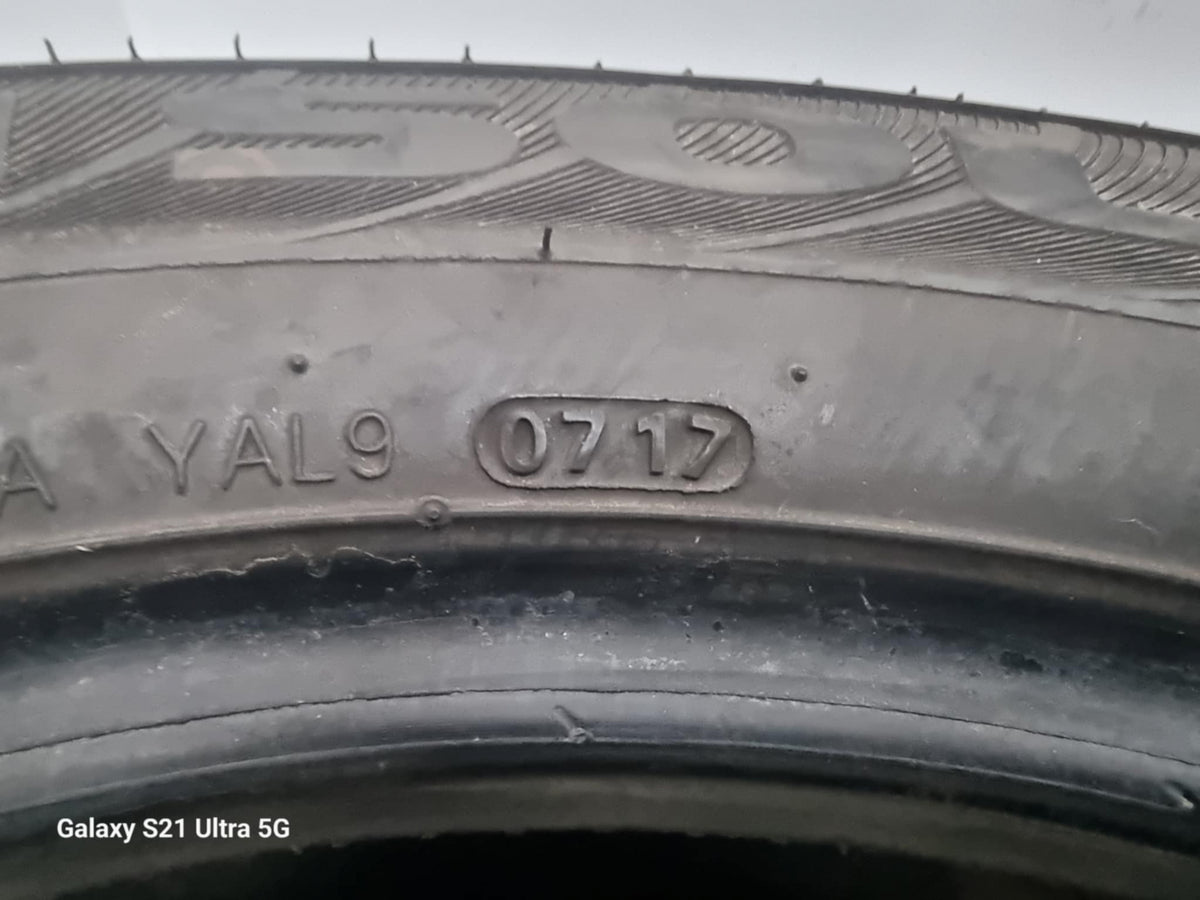 A YAL9 0717
Galaxy S21 Ultra 5G